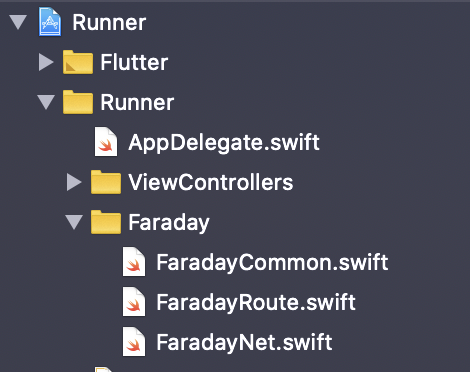 Runner
Flutter
Runner
AppDelegate.swift
ViewControllers
Faraday
FaradayCommon.swift
FaradayRoute.swift
FaradayNet.swift